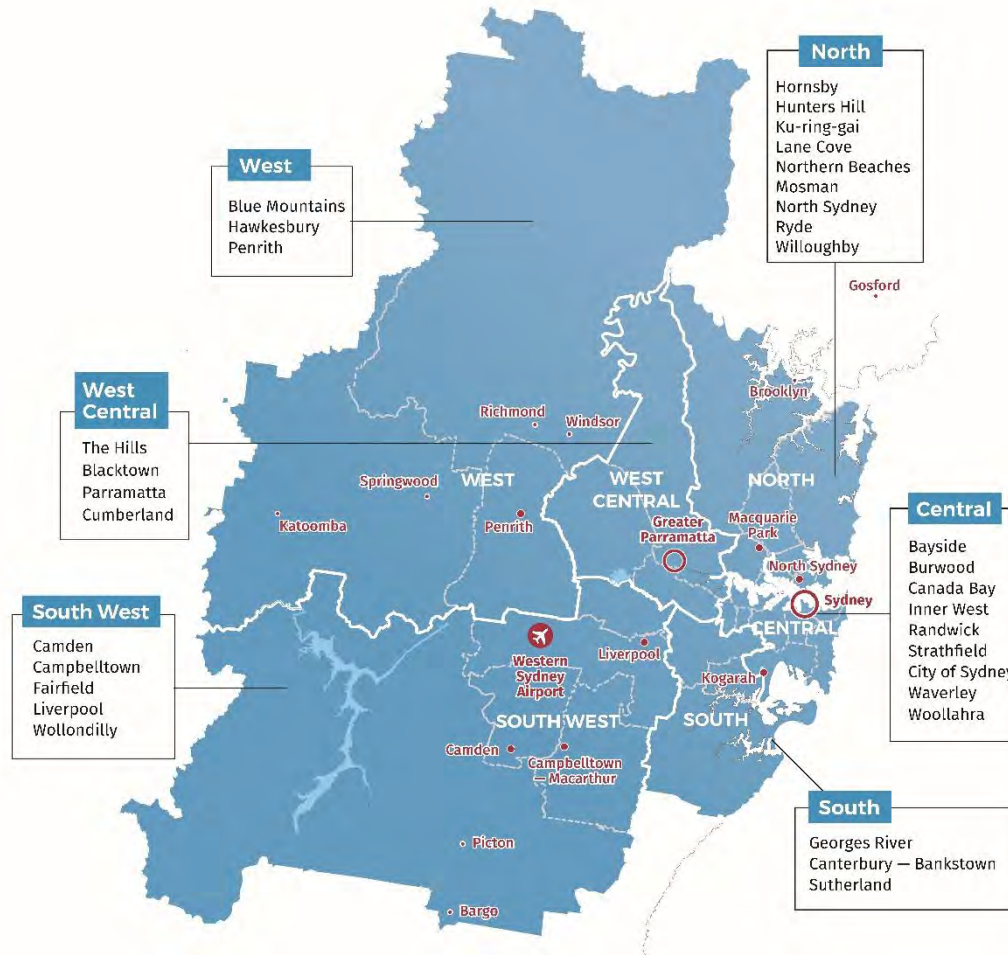 North
Hornsby
Hunters Hill
Ku-ring-gai
Lane Cove
Northern Beaches
Mosman
North Sydney
Ryde
Willoughby
West
Blue Mountains
Hawkesbury
Penrith
Gosford
West
Central
The Hills
Blacktown
Parramatta
Cumberland
Brooklyn
Richmond
Windsor
Springwood
WEST
WEST
CENTRAL
NORTH
Katoomba
Penrith
Greater
Parramatta
Macquarie
Park
North Sydney
Sydney
CENTRAL
Central
Bayside
Burwood
Canada Bay
Inner West
Randwick
Strathfield
City of Sydney
Waverley
Woollahra
South West
Camden
Campbelltown
Fairfield
Liverpool
Wollondilly
Western
Sydney
Airport
Liverpool
Kogarah
SOUTH WEST
SOUTH
Camden
Campbelltown
— Macarthur
South
Georges River
Canterbury — Bankstown
Sutherland
Picton
Bargo